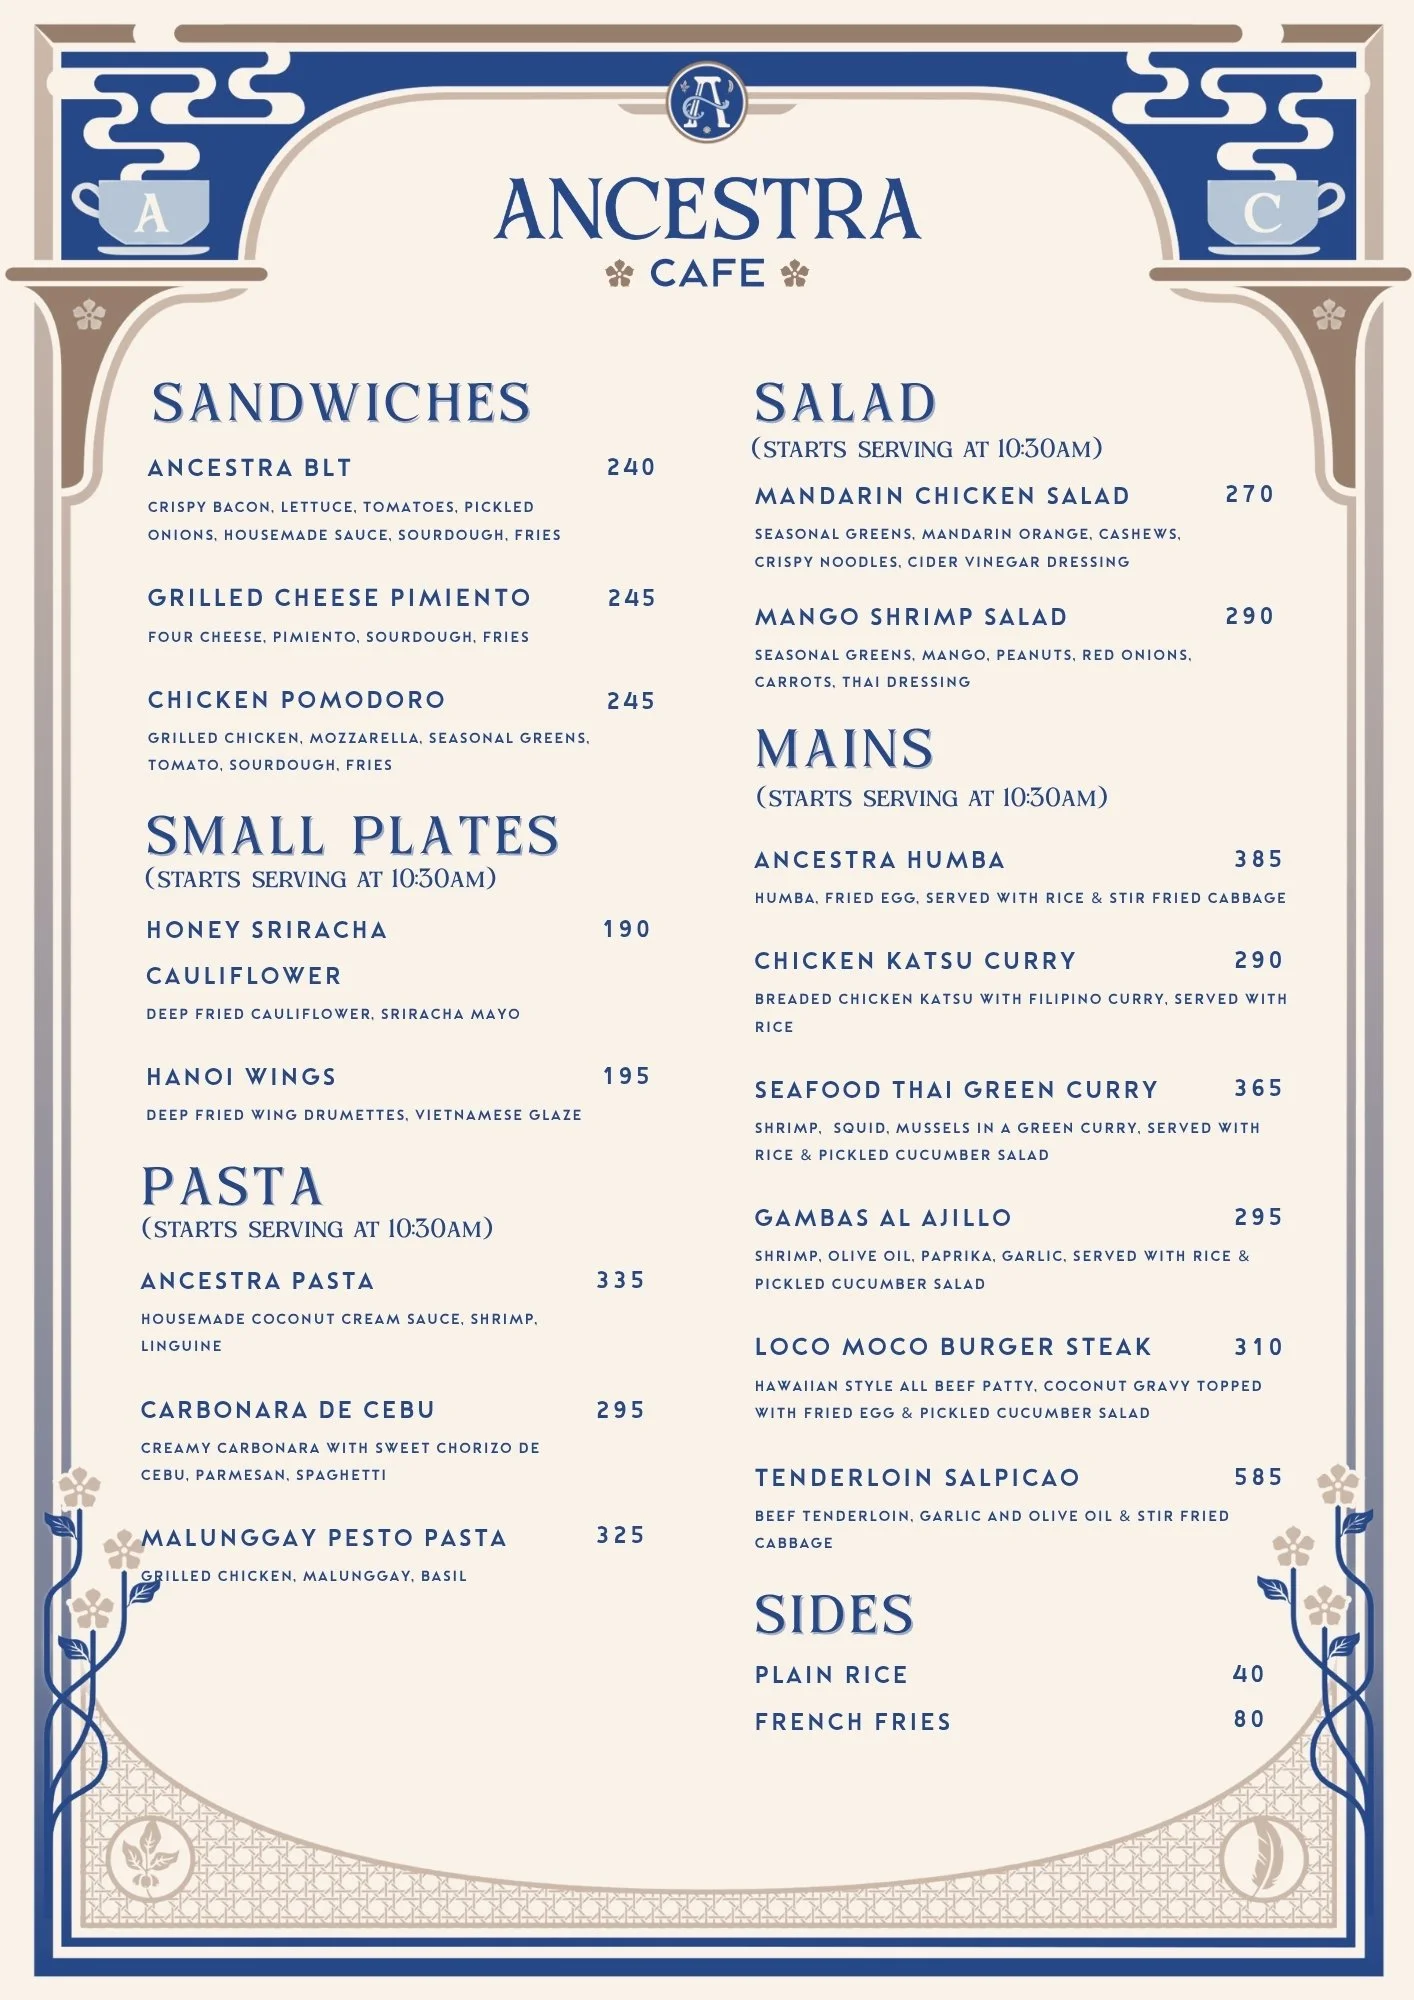 A
A
C
ANCESTRA
CAFE
SANDWICHES
ANCESTRA BLT 240
CRISPY BACON, LETTUCE, TOMATOES, PICKLED
ONIONS, HOUSEMADE SAUCE, SOURDOUGH, FRIES
GRILLED CHEESE PIMIENTO 245
FOUR CHEESE, PIMIENTO, SOURDOUGH, FRIES
CHICKEN POMODORO 245
GRILLED CHICKEN, MOZZARELLA, SEASONAL GREENS,
TOMATO, SOURDOUGH, FRIES
SMALL PLATES
(STARTS SERVING AT 10:30AM)
HONEY SRIRACHA 190
CAULIFLOWER
DEEP FRIED CAULIFLOWER, SRIRACHA MAYO
HANOI WINGS 195
DEEP FRIED WING DRUMETTES, VIETNAMESE GLAZE
PASTA
(STARTS SERVING AT 10:30AM)
ANCESTRA PASTA 335
HOUSEMADE COCONUT CREAM SAUCE, SHRIMP,
LINGUINE
CARBONARA DE CEBU 295
CREAMY CARBONARA WITH SWEET CHORIZO DE
CEBU, PARMESAN, SPAGHETTI
MALUNGGAY PESTO PASTA 325
GRILLED CHICKEN, MALUNGGAY, BASIL
SALAD
(STARTS SERVING AT 10:30AM)
MANDARIN CHICKEN SALAD 270
SEASONAL GREENS, MANDARIN ORANGE, CASHEWS,
CRISPY NOODLES, CIDER VINEGAR DRESSING
MANGO SHRIMP SALAD 290
SEASONAL GREENS, MANGO, PEANUTS, RED ONIONS,
CARROTS, THAI DRESSING
MAINS
(STARTS SERVING AT 10:30AM)
ANCESTRA HUMBA 385
HUMBA, FRIED EGG, SERVED WITH RICE & STIR FRIED CABBAGE
CHICKEN KATSU CURRY 290
BREADED CHICKEN KATSU WITH FILIPINO CURRY, SERVED WITH
RICE
SEAFOOD THAI GREEN CURRY 365
SHRIMP, SQUID, MUSSELS IN A GREEN CURRY, SERVED WITH
RICE & PICKLED CUCUMBER SALAD
GAMBAS AL AJILLO 295
SHRIMP, OLIVE OIL, PAPRIKA, GARLIC, SERVED WITH RICE &
PICKLED CUCUMBER SALAD
LOCO MOCO BURGER STEAK 310
HAWAIIAN STYLE ALL BEEF PATTY, COCONUT GRAVY TOPPED
WITH FRIED EGG & PICKLED CUCUMBER SALAD
TENDERLOIN SALPICAO 585
BEEF TENDERLOIN, GARLIC AND OLIVE OIL & STIR FRIED
CABBAGE
SIDES
PLAIN RICE 40
FRENCH FRIES 80